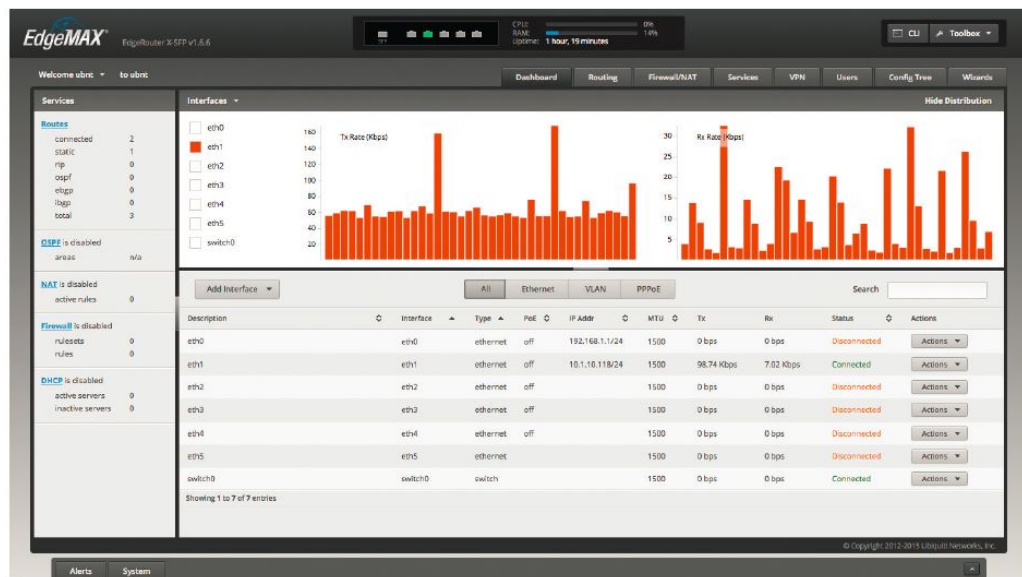 EdgeMAX EdgeRouter X-SFP v1.6.6
SFP
CPU: 0%
RAM: 14%
Uptime: 1 hour, 19 minutes
CLI Toolbox
Welcome ubnt to ubnt
Dashboard Routing Firewall/NAT Services VPN Users Config Tree Wizards
Services
Routes
connected 2
static 1
rip 0
ospf 0
ebgp 0
ibgp 0
total 3
OSPF is disabled
areas n/a
NAT is disabled
active rules 0
Firewall is disabled
rulesets 0
rules 0
DHCP is disabled
active servers 0
inactive servers 0
Interfaces Hide Distribution
eth0
eth1
eth2
eth3
eth4
eth5
switch0
Tx Rate (Kbps)
160
140
120
100
80
60
40
20
Rx Rate (Kbps)
30
25
20
15
10
5
Add Interface All Ethernet VLAN PPPoE Search
Description Interface Type PoE IP Addr MTU Tx Rx Status Actions
eth0 eth0 ethernet off 192.168.1.1/24 1500 0 bps 0 bps Disconnected Actions
eth1 eth1 ethernet off 10.1.10.118/24 1500 98.74 Kbps 7.02 Kbps Connected Actions
eth2 eth2 ethernet off 1500 0 bps 0 bps Disconnected Actions
eth3 eth3 ethernet off 1500 0 bps 0 bps Disconnected Actions
eth4 eth4 ethernet off 1500 0 bps 0 bps Disconnected Actions
eth5 eth5 ethernet 1500 0 bps 0 bps Disconnected Actions
switch0 switch0 switch 1500 0 bps 0 bps Connected Actions
Showing 1 to 7 of 7 entries
© Copyright 2012-2015 Ubiquiti Networks, Inc.
Alerts System